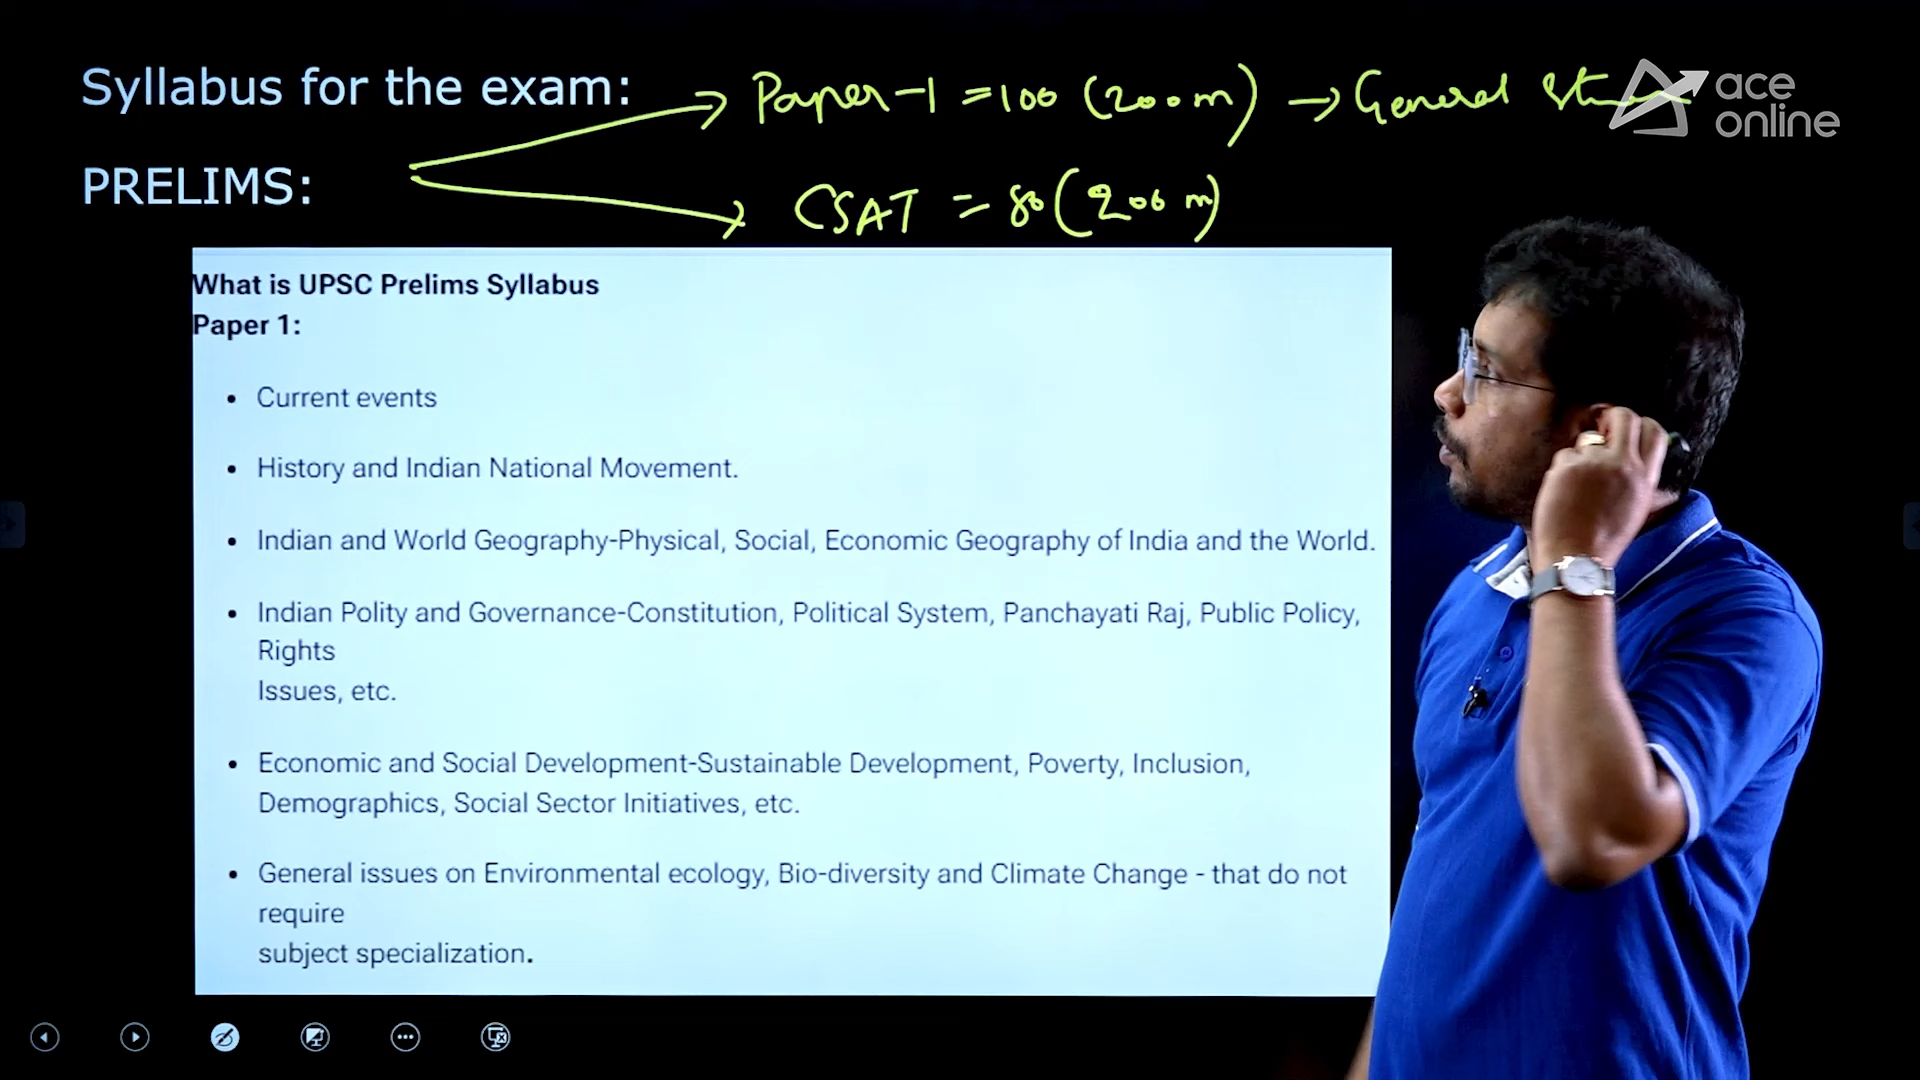 Syllabus for the exam:
Paper-1 = 100 (200m) → General
ace
online
PRELIMS:
CSAT = 80 (200 m)
What is UPSC Prelims Syllabus
Paper 1:
• Current events
• History and Indian National Movement.
• Indian and World Geography-Physical, Social, Economic Geography of India and the World.
• Indian Polity and Governance-Constitution, Political System, Panchayati Raj, Public Policy,
Rights
Issues, etc.
• Economic and Social Development-Sustainable Development, Poverty, Inclusion,
Demographics, Social Sector Initiatives, etc.
• General issues on Environmental ecology, Bio-diversity and Climate Change - that do not
require
subject specialization.